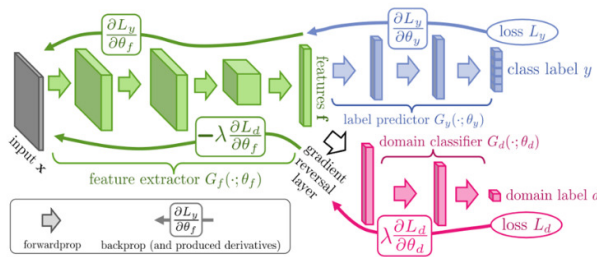 ∂L_y/∂θ_f
∂L_y/∂θ_y
loss L_y
class label y
features f
label predictor G_y(·;θ_y)
input x
−λ ∂L_d/∂θ_f
feature extractor G_f(·;θ_f)
gradient
reversal
layer
domain classifier G_d(·;θ_d)
domain label d
λ ∂L_d/∂θ_d
loss L_d
∂L_y/∂θ_f
forwardprop
backprop (and produced derivatives)